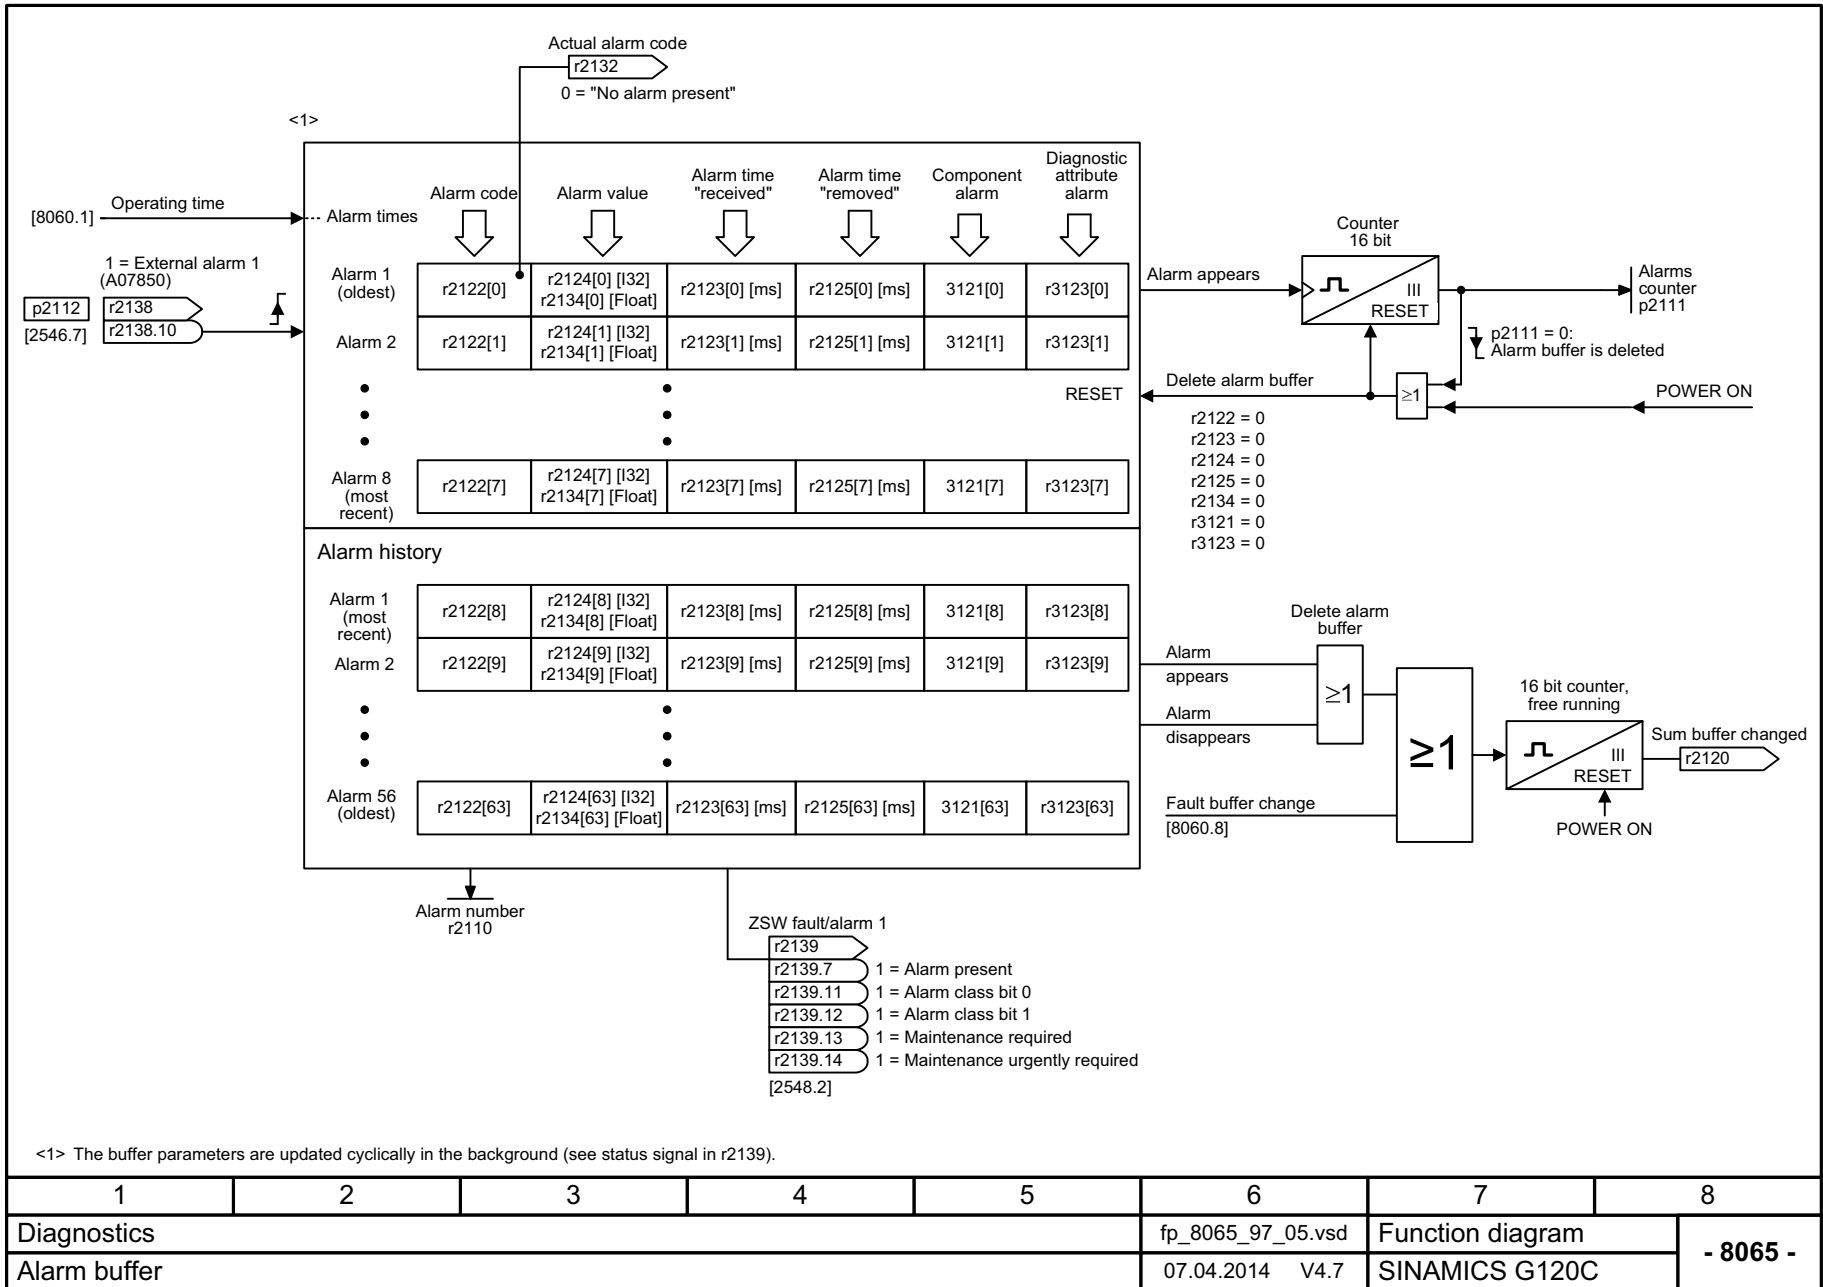 Actual alarm code
r2132
0 = "No alarm present"
<1>
Operating time
[8060.1]
Alarm times
Alarm code
Alarm value
Alarm time
"received"
Alarm time
"removed"
Component
alarm
Diagnostic
attribute
alarm
1 = External alarm 1
(A07850)
p2112
[2546.7]
r2138
r2138.10
Alarm 1
(oldest)
r2122[0]
r2124[0] [I32]
r2134[0] [Float]
r2123[0] [ms]
r2125[0] [ms]
3121[0]
r3123[0]
Alarm 2
r2122[1]
r2124[1] [I32]
r2134[1] [Float]
r2123[1] [ms]
r2125[1] [ms]
3121[1]
r3123[1]
RESET
Alarm 8
(most
recent)
r2122[7]
r2124[7] [I32]
r2134[7] [Float]
r2123[7] [ms]
r2125[7] [ms]
3121[7]
r3123[7]
Alarm appears
Counter
16 bit
III
RESET
Alarms
counter
p2111
p2111 = 0:
Alarm buffer is deleted
≥1
POWER ON
Delete alarm buffer
r2122 = 0
r2123 = 0
r2124 = 0
r2125 = 0
r2134 = 0
r3121 = 0
r3123 = 0
Alarm history
Alarm 1
(most
recent)
r2122[8]
r2124[8] [I32]
r2134[8] [Float]
r2123[8] [ms]
r2125[8] [ms]
3121[8]
r3123[8]
Alarm 2
r2122[9]
r2124[9] [I32]
r2134[9] [Float]
r2123[9] [ms]
r2125[9] [ms]
3121[9]
r3123[9]
Alarm 56
(oldest)
r2122[63]
r2124[63] [I32]
r2134[63] [Float]
r2123[63] [ms]
r2125[63] [ms]
3121[63]
r3123[63]
Delete alarm
buffer
Alarm
appears
Alarm
disappears
≥1
Fault buffer change
[8060.8]
≥1
16 bit counter,
free running
III
RESET
POWER ON
Sum buffer changed
r2120
Alarm number
r2110
ZSW fault/alarm 1
r2139
r2139.7 1 = Alarm present
r2139.11 1 = Alarm class bit 0
r2139.12 1 = Alarm class bit 1
r2139.13 1 = Maintenance required
r2139.14 1 = Maintenance urgently required
[2548.2]
<1> The buffer parameters are updated cyclically in the background (see status signal in r2139).
1 2 3 4 5 6 7 8
Diagnostics
fp_8065_97_05.vsd
Function diagram
- 8065 -
Alarm buffer
07.04.2014 V4.7
SINAMICS G120C